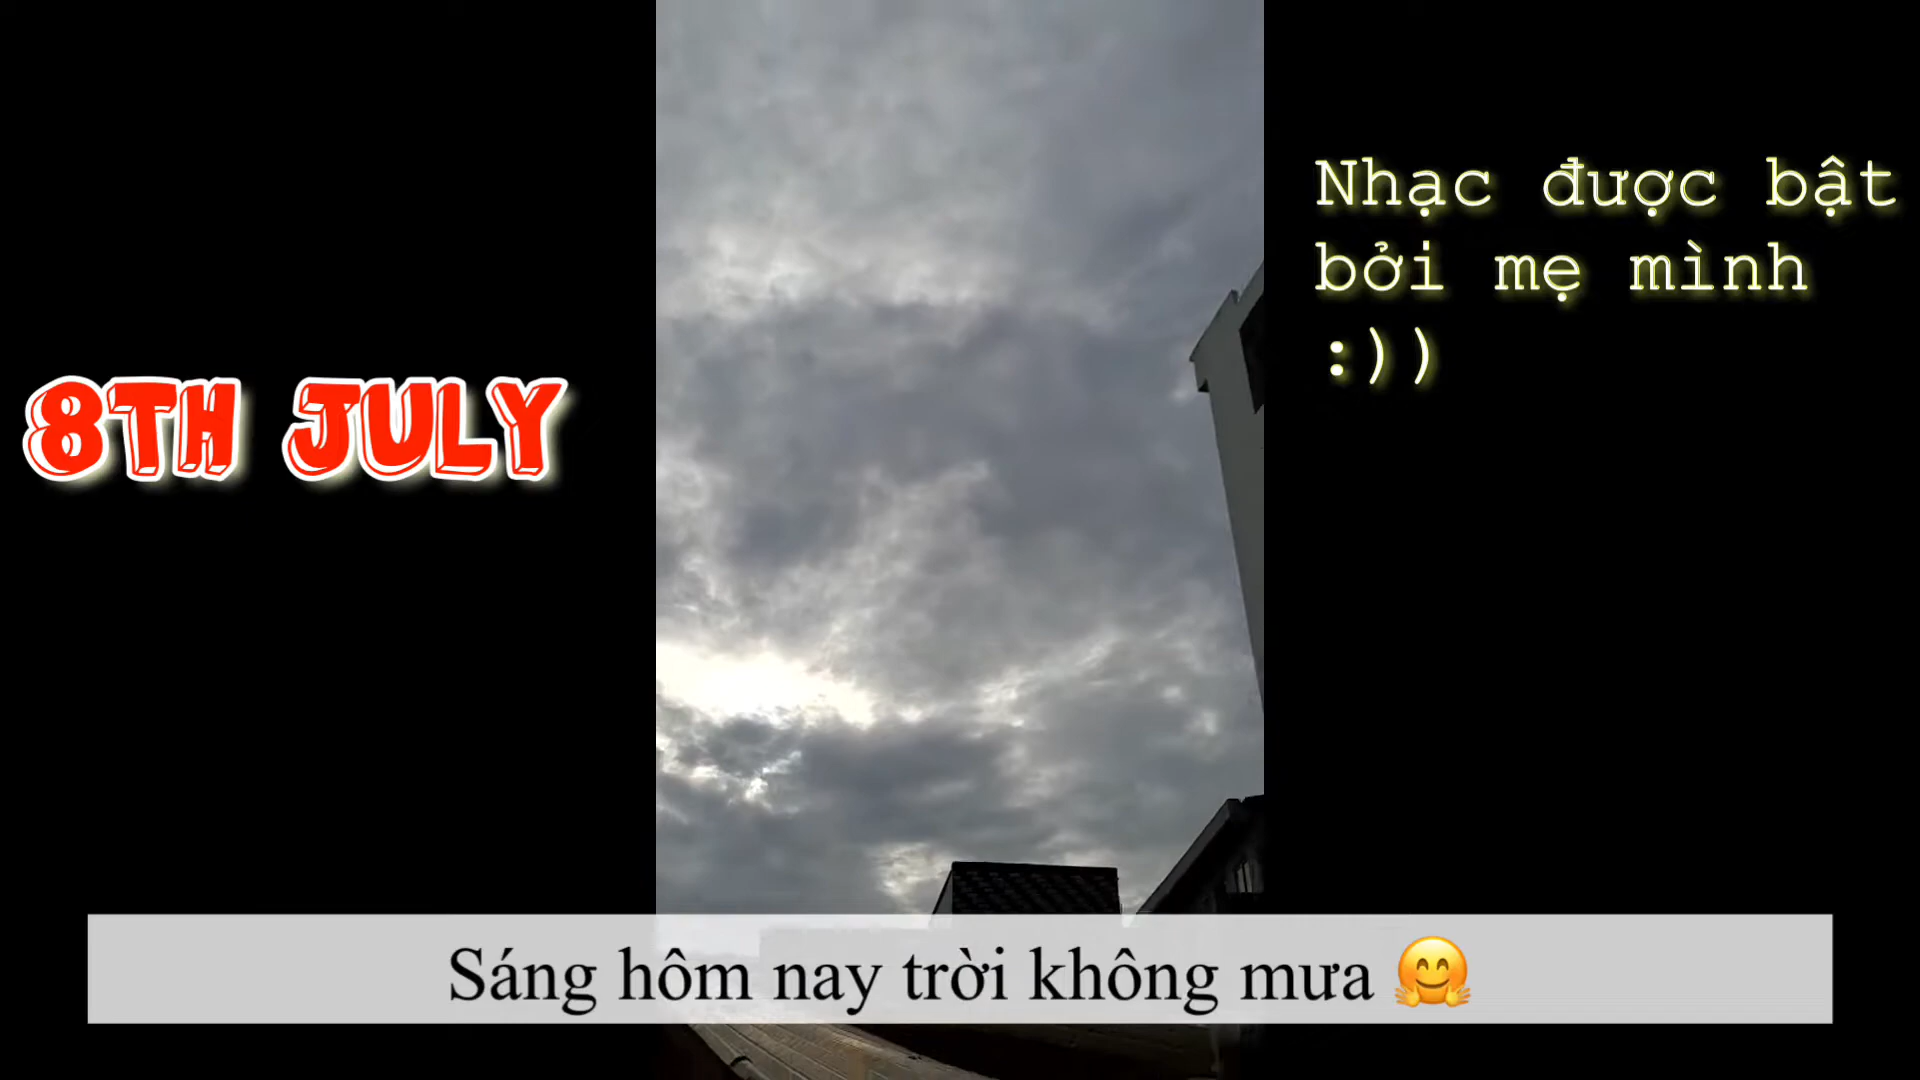 8TH JULY
Nhạc được bật
bởi mẹ mình
:))
Sáng hôm nay trời không mưa 🤗